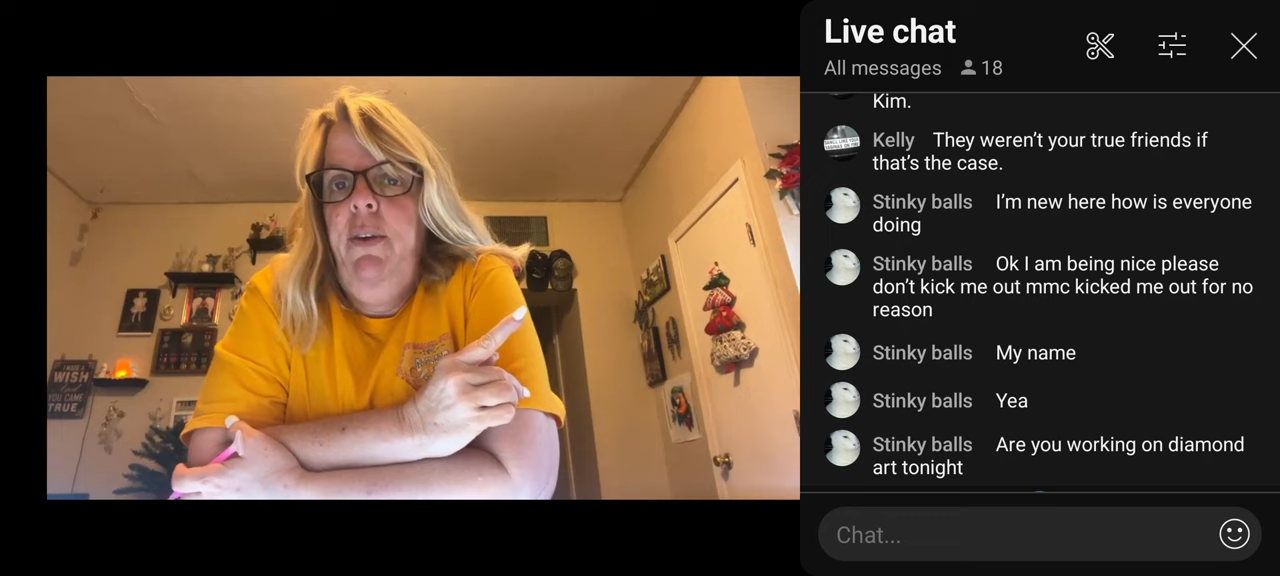 Live chat
All messages 18
Kim.
Kelly They weren't your true friends if
that's the case.
Stinky balls I'm new here how is everyone
doing
Stinky balls Ok I am being nice please
don't kick me out mmc kicked me out for no
reason
Stinky balls My name
Stinky balls Yea
Stinky balls Are you working on diamond
art tonight
Chat...
I MADE A
WISH
And
YOU CAME
TRUE